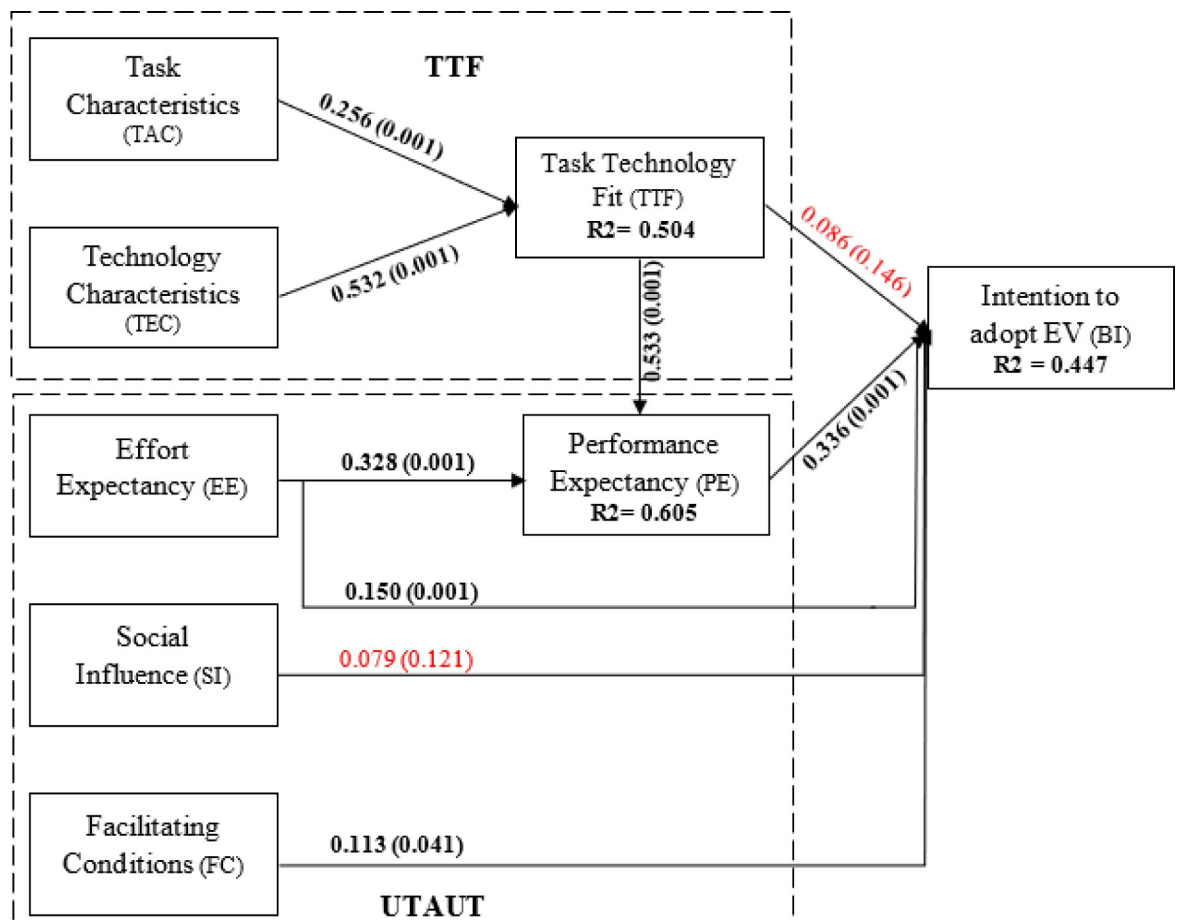 TTF
Task
Characteristics
(TAC)
0.256 (0.001)
Task Technology
Fit (TTF)
R2= 0.504
Technology
Characteristics
(TEC)
0.532 (0.001)
0.086 (0.146)
0.533 (0.001)
Intention to
adopt EV (BI)
R2 = 0.447
Effort
Expectancy (EE)
0.328 (0.001)
Performance
Expectancy (PE)
R2= 0.605
0.336 (0.001)
0.150 (0.001)
Social
Influence (SI)
0.079 (0.121)
Facilitating
Conditions (FC)
0.113 (0.041)
UTAUT